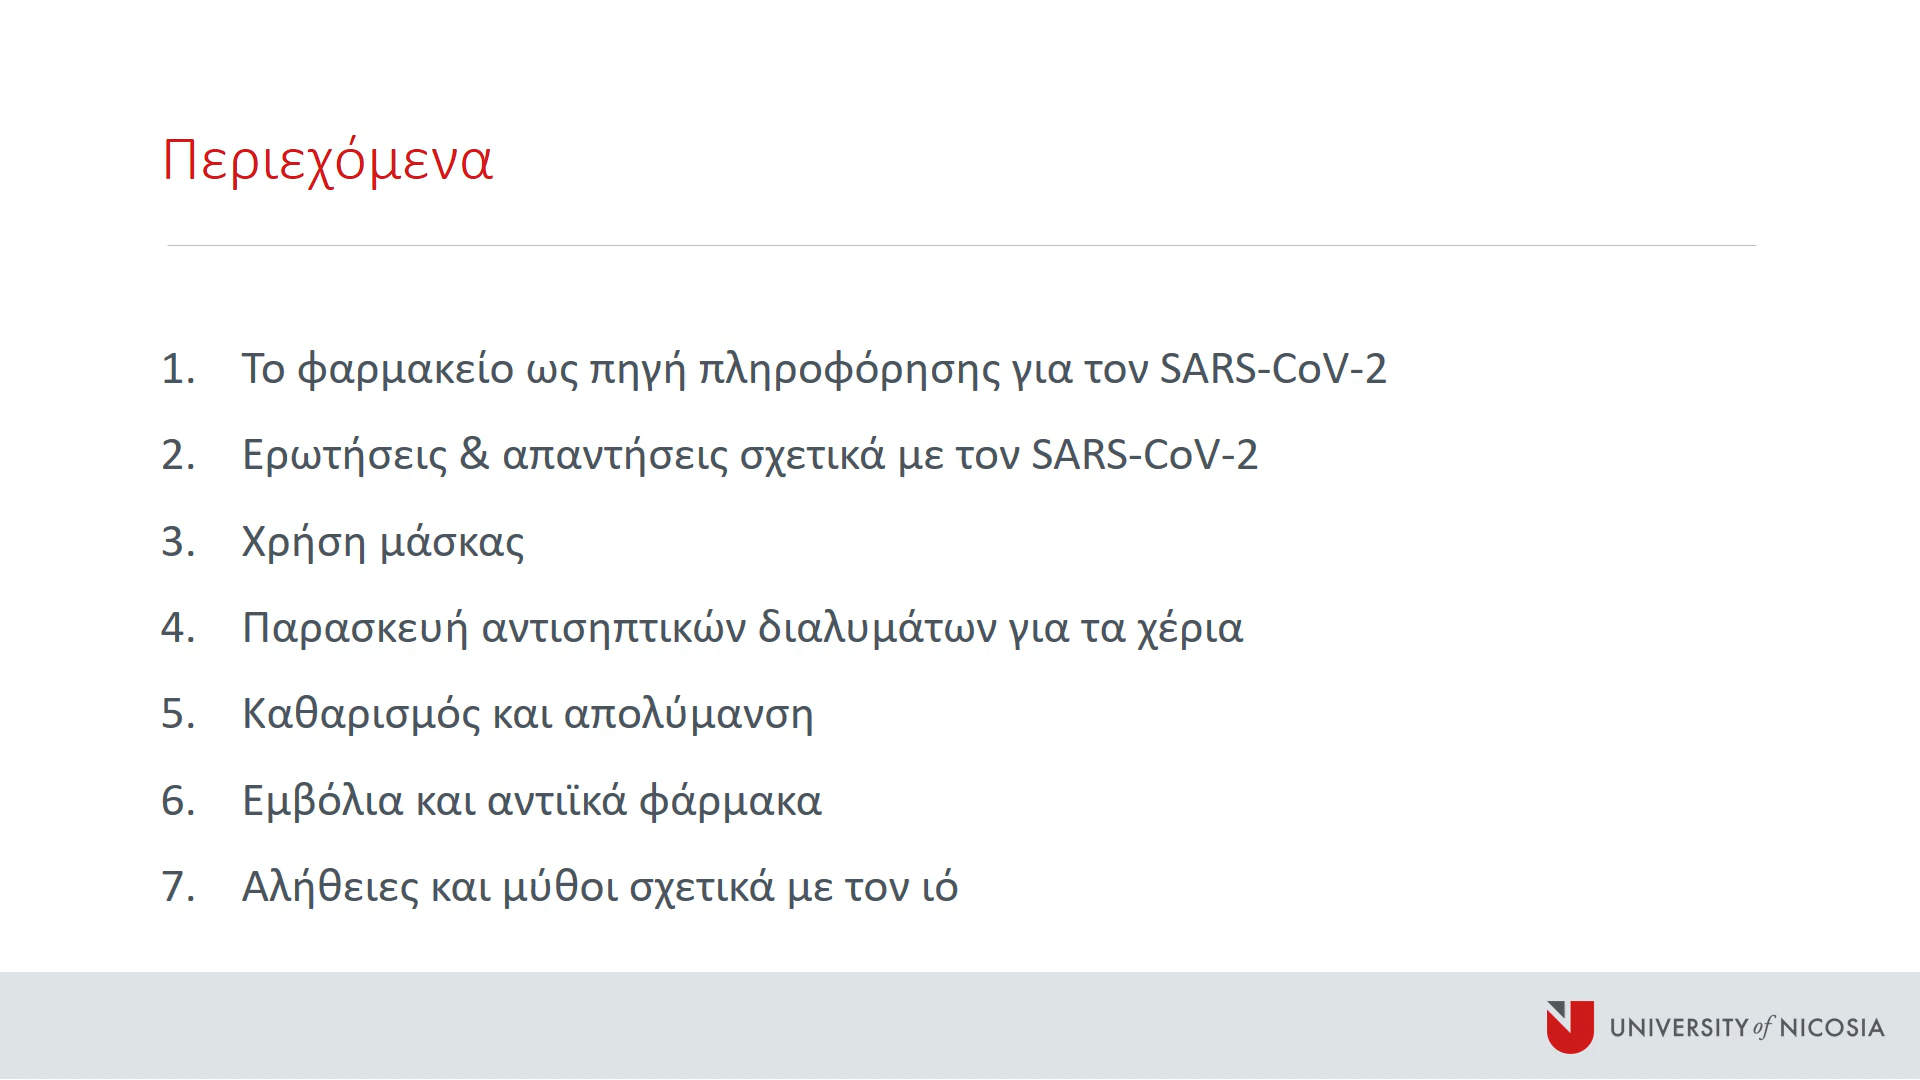 Περιεχόμενα
1. Το φαρμακείο ως πηγή πληροφόρησης για τον SARS-CoV-2
2. Ερωτήσεις & απαντήσεις σχετικά με τον SARS-CoV-2
3. Χρήση μάσκας
4. Παρασκευή αντισηπτικών διαλυμάτων για τα χέρια
5. Καθαρισμός και απολύμανση
6. Εμβόλια και αντιϊκά φάρμακα
7. Αλήθειες και μύθοι σχετικά με τον ιό
UNIVERSITY of NICOSIA